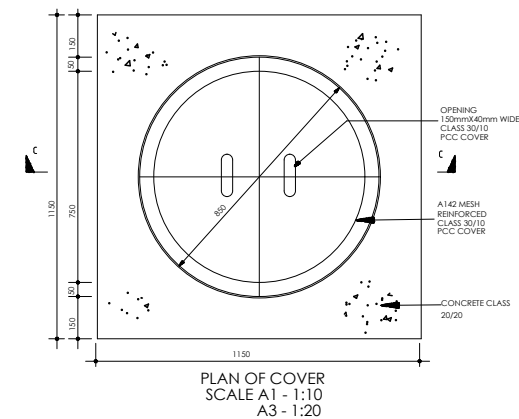 150
50
1150
750
50
150
C
C
850
OPENING
150mmX40mm WIDE
CLASS 30/10
PCC COVER
A142 MESH
REINFORCED
CLASS 30/10
PCC COVER
CONCRETE CLASS
20/20
1150
PLAN OF COVER
SCALE A1 - 1:10
A3 - 1:20